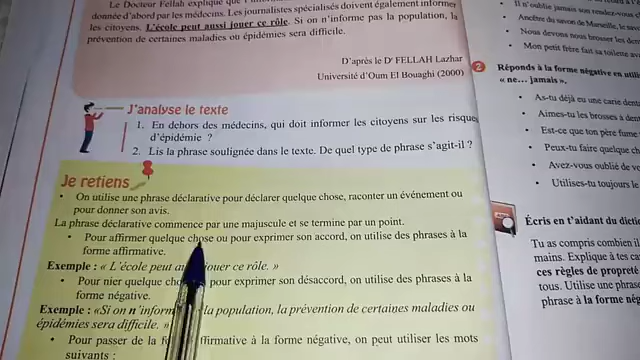 Le Docteur Fellah explique que l'
donnée d'abord par les médecins. Les journalistes spécialisés doivent également informer
les citoyens. L'école peut aussi jouer ce rôle. Si on n'informe pas la population, la
prévention de certaines maladies ou épidémies sera difficile.
D'après le Dr FELLAH Lazhar
Université d'Oum El Bouaghi (2000)
J'analyse le texte
1. En dehors des médecins, qui doit informer les citoyens sur les risque
d'épidémie ?
2. Lis la phrase soulignée dans le texte. De quel type de phrase s'agit-il ?
Je retiens
• On utilise une phrase déclarative pour déclarer quelque chose, raconter un événement ou
pour donner son avis.
La phrase déclarative commence par une majuscule et se termine par un point.
• Pour affirmer quelque chose ou pour exprimer son accord, on utilise des phrases à la
forme affirmative.
Exemple : « L'école peut jouer ce rôle. »
• Pour nier quelque pour exprimer son désaccord, on utilise des phrases à la
forme négative.
Exemple : «Si on n'inform la population, la prévention de certaines maladies ou
épidémies sera difficile. »
• Pour passer de la ffirmative à la forme négative, on peut utiliser les mots
suivants :
• Il n'oublie jamais son rendez-vous
Ancêtre du savon de Marseille, le sav
• Nous devons nous brosser les den
• Mon petit frère fait sa toilette av
2 Réponds à la forme négative en utili
« ne... jamais ».
• As-tu déjà eu une carie den
• Aimes-tu les brosses à den
• Est-ce que ton père fume
• Peux-tu faire quelque ch
• Avez-vous oublié de ve
• Utilises-tu toujours le
Écris en t'aidant du dicti
Tu as compris combien il
mains. Explique à tes ca
ces règles de propreté
tous. Utilise une phras
phrase à la forme nég